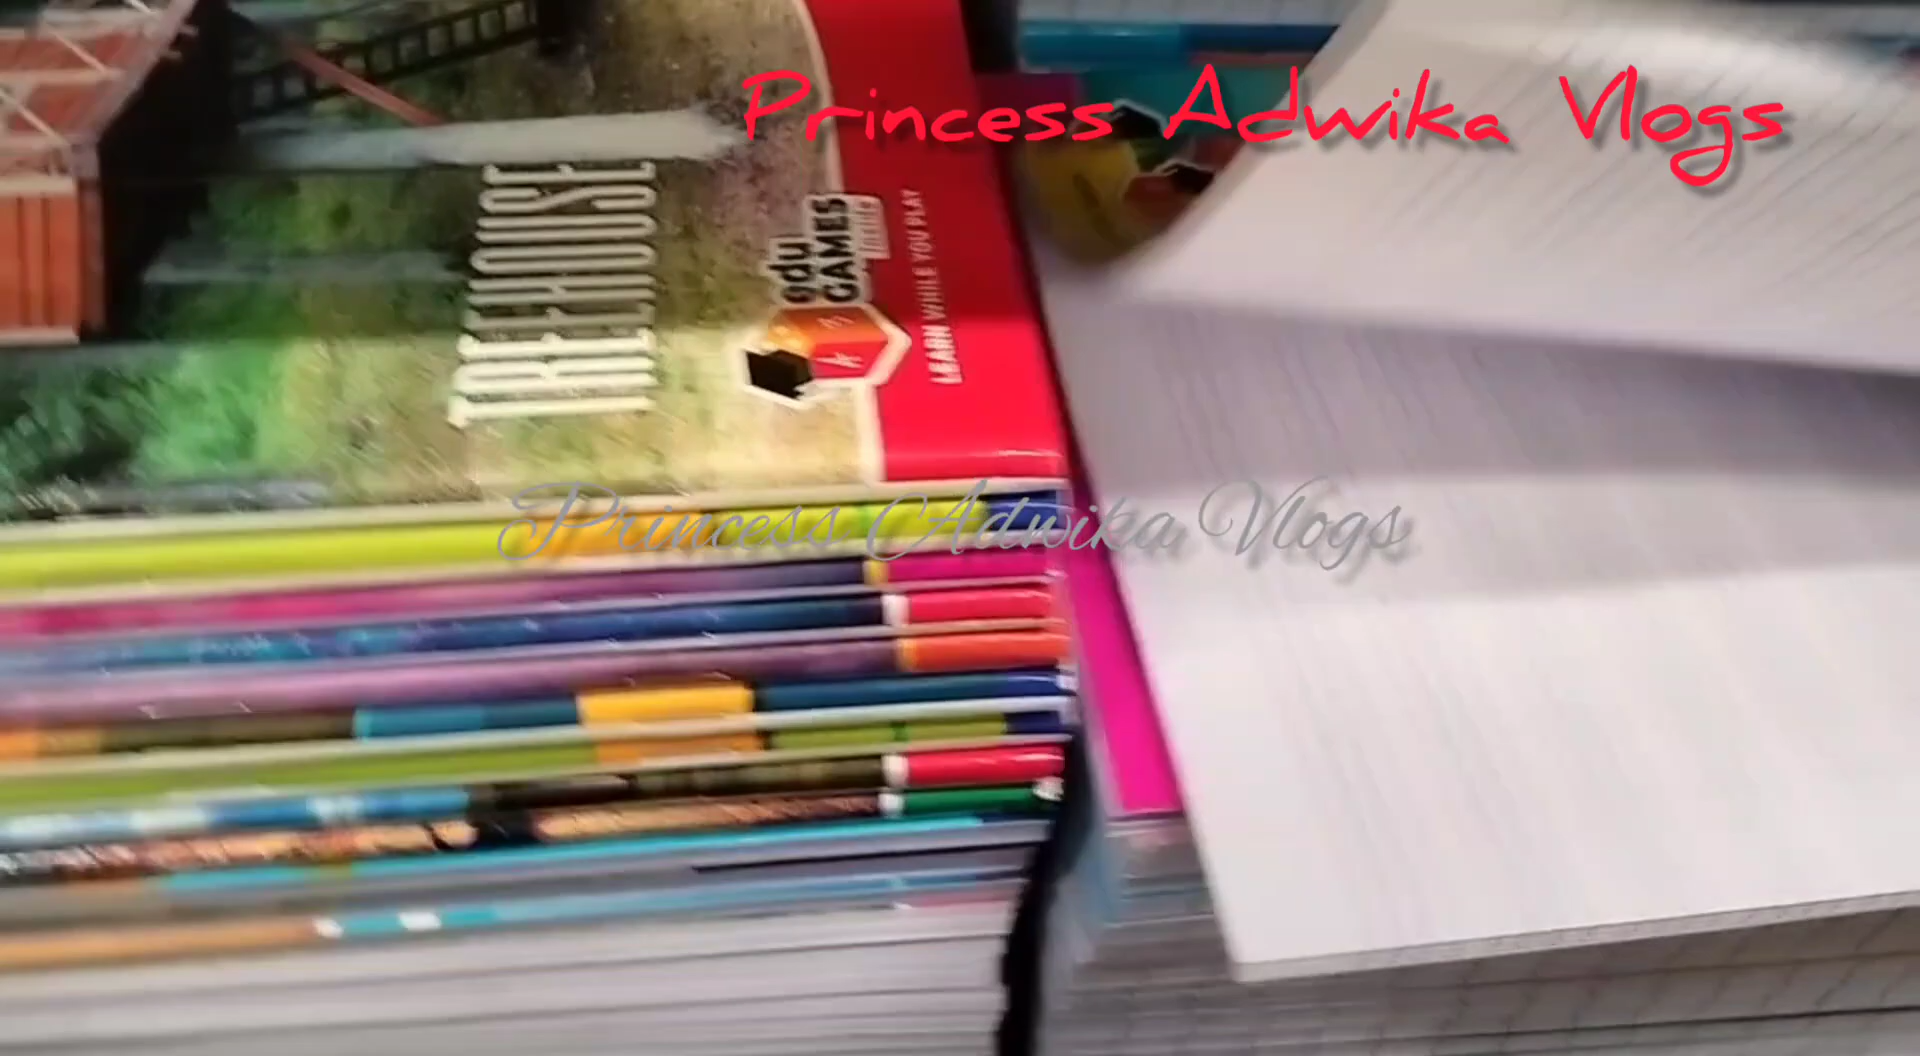 Princess Adwika Vlogs
TREEHOUSE
edu
GAMES
LEARN WHILE YOU PLAY
Princess Adwika Vlogs